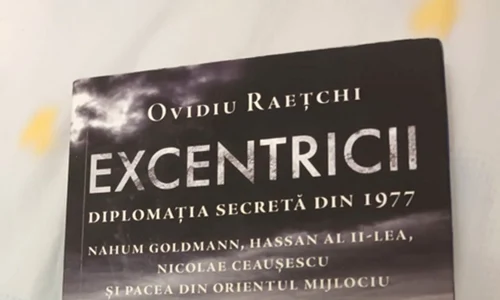 OVIDIU RAEȚCHI
EXCENTRICII
DIPLOMAȚIA SECRETĂ DIN 1977
NAHUM GOLDMANN, HASSAN AL II-LEA,
NICOLAE CEAUȘESCU
ȘI PACEA DIN ORIENTUL MIJLOCIU